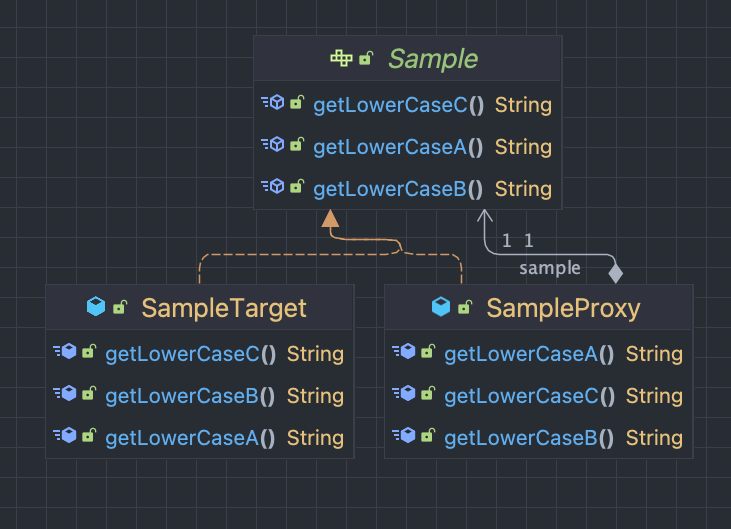 Sample
getLowerCaseC() String
getLowerCaseA() String
getLowerCaseB() String
1 1
sample
SampleTarget
getLowerCaseC() String
getLowerCaseB() String
getLowerCaseA() String
SampleProxy
getLowerCaseA() String
getLowerCaseC() String
getLowerCaseB() String